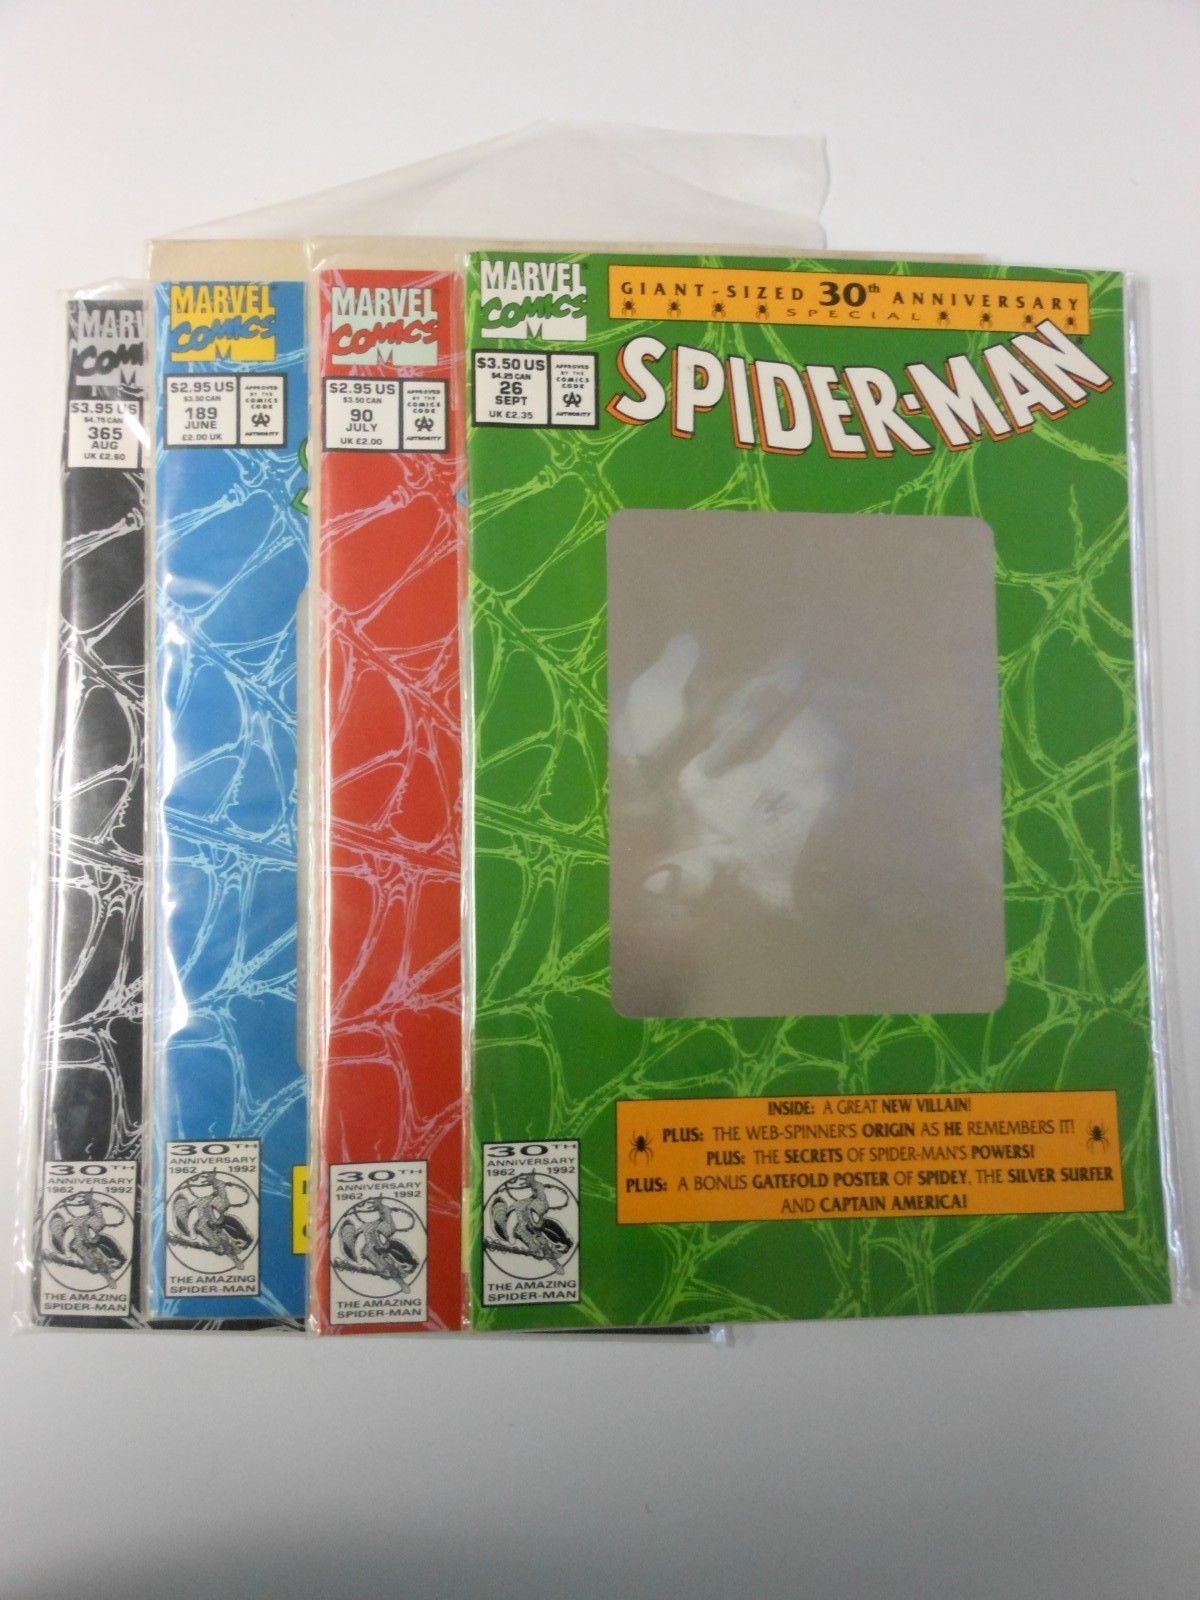 MARV
COM
$3.95 US
$4.75 CAN
365
AUG
UK £2.60
30TH
ANNIVERSARY
1962 1992
THE AMAZING
SPIDER-MAN
MARVEL
COMICS
$2.95 US
$3.50 CAN
189
JUNE
£2.00 UK
APPROVED
BY THE
COMICS
CODE
CA
AUTHORITY
30TH
ANNIVERSARY
1962 1992
THE AMAZING
SPIDER-MAN
MARVEL
COMICS
$2.95 US
$3.50 CAN
90
JULY
UK £2.00
APPROVED
BY THE
COMICS
CODE
CA
AUTHORITY
30TH
ANNIVERSARY
1962 1992
THE AMAZING
SPIDER-MAN
MARVEL
COMICS
$3.50 US
$4.25 CAN
26
SEPT
UK £2.35
APPROVED
BY THE
COMICS
CODE
CA
AUTHORITY
GIANT-SIZED 30th ANNIVERSARY
SPECIAL
SPIDER-MAN
INSIDE: A GREAT NEW VILLAIN!
PLUS: THE WEB-SPINNER'S ORIGIN AS HE REMEMBERS IT!
PLUS: THE SECRETS OF SPIDER-MAN'S POWERS!
PLUS: A BONUS GATEFOLD POSTER OF SPIDEY, THE SILVER SURFER
AND CAPTAIN AMERICA!
30TH
ANNIVERSARY
1962 1992
THE AMAZING
SPIDER-MAN